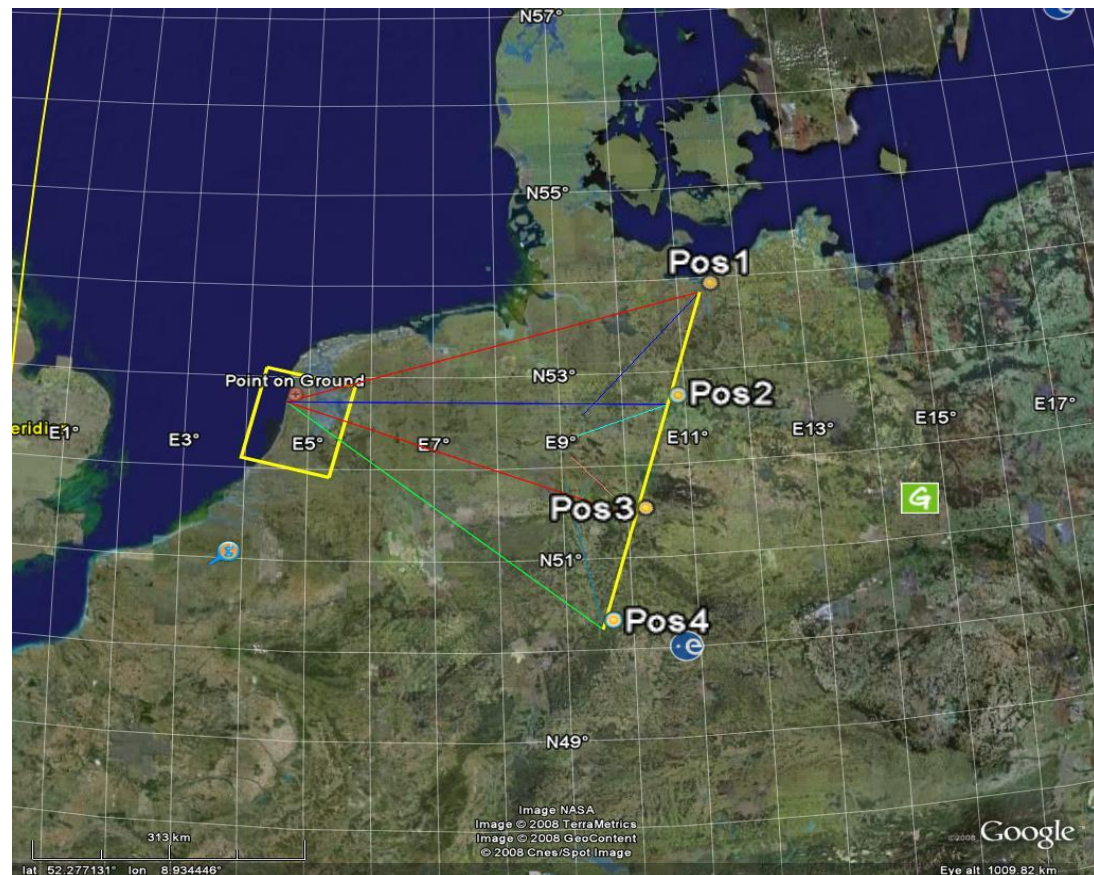 N57°
N55°
Pos1
N53°
Point on Ground
Pos2
E1°
E3°
E5°
E7°
E9°
E11°
E13°
E15°
E17°
Pos3
G
N51°
Pos4
e
N49°
Image NASA
Image © 2008 TerraMetrics
Image © 2008 GeoContent
© 2008 Cnes/Spot Image
313 km
©2008 Google
lat 52.277131° lon 8.934446°
Eye alt 1009.82 km